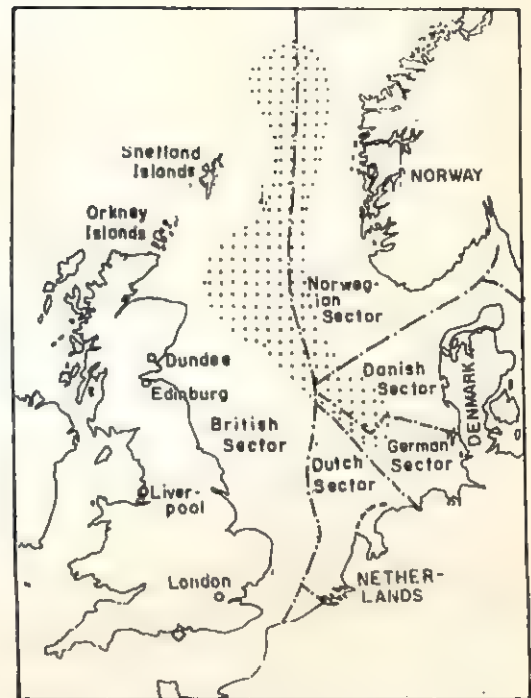 Shetland
Islands
Orkney
Islands
NORWAY
Norweg-
ian
Sector
Dundee
Edinburg
British
Sector
Danish
Sector
DENMARK
German
Sector
Dutch
Sector
Liver-
pool
London
NETHER-
LANDS